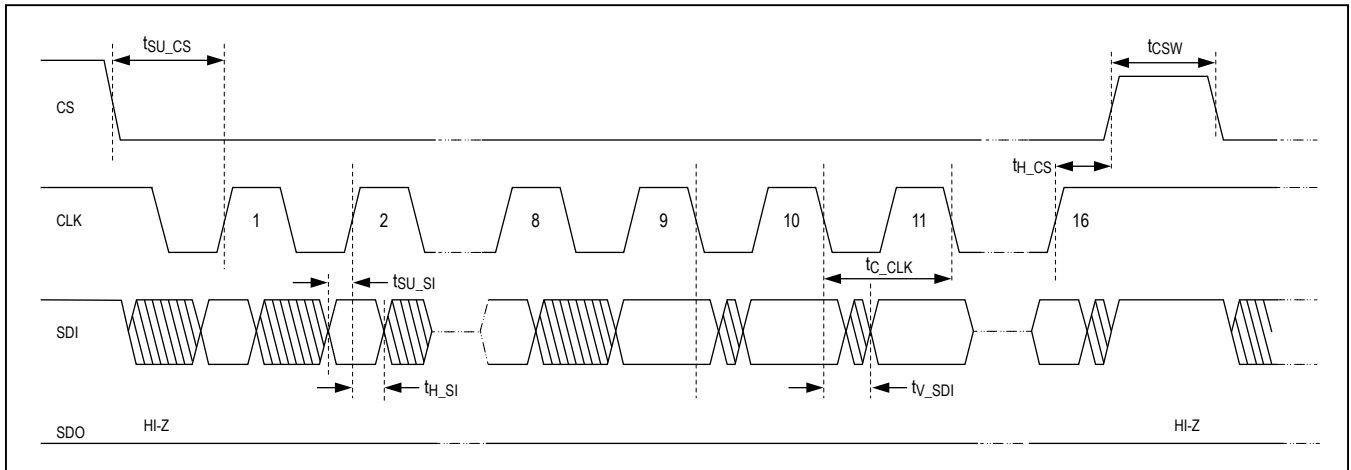 tSU_CS
tCSW
CS
tH_CS
CLK
1
2
8
9
10
11
16
tC_CLK
tSU_SI
SDI
tH_SI
tV_SDI
HI-Z
HI-Z
SDO